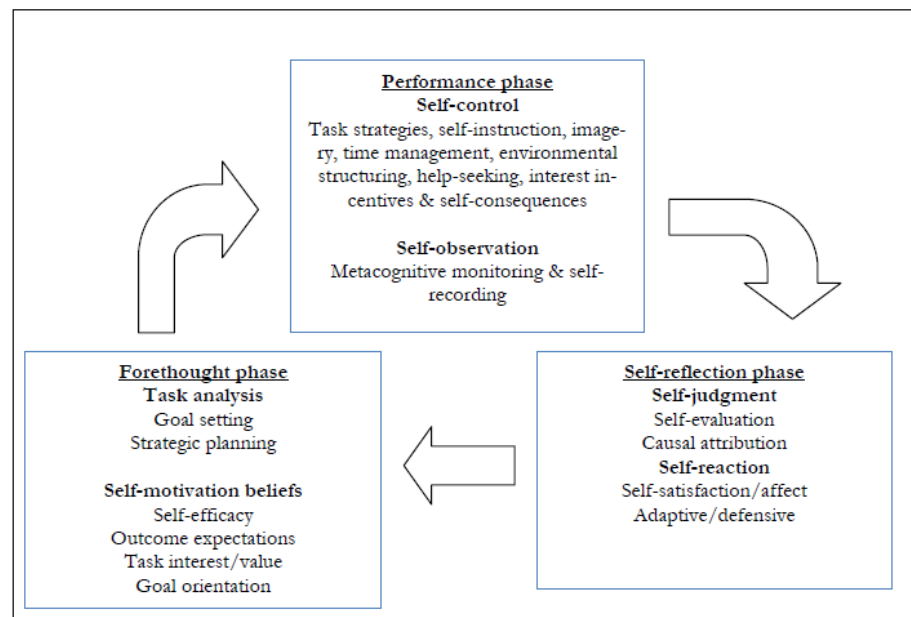 Performance phase
Self-control
Task strategies, self-instruction, image-
ry, time management, environmental
structuring, help-seeking, interest in-
centives & self-consequences
Self-observation
Metacognitive monitoring & self-
recording
Forethought phase
Task analysis
Goal setting
Strategic planning
Self-motivation beliefs
Self-efficacy
Outcome expectations
Task interest/value
Goal orientation
Self-reflection phase
Self-judgment
Self-evaluation
Causal attribution
Self-reaction
Self-satisfaction/affect
Adaptive/defensive